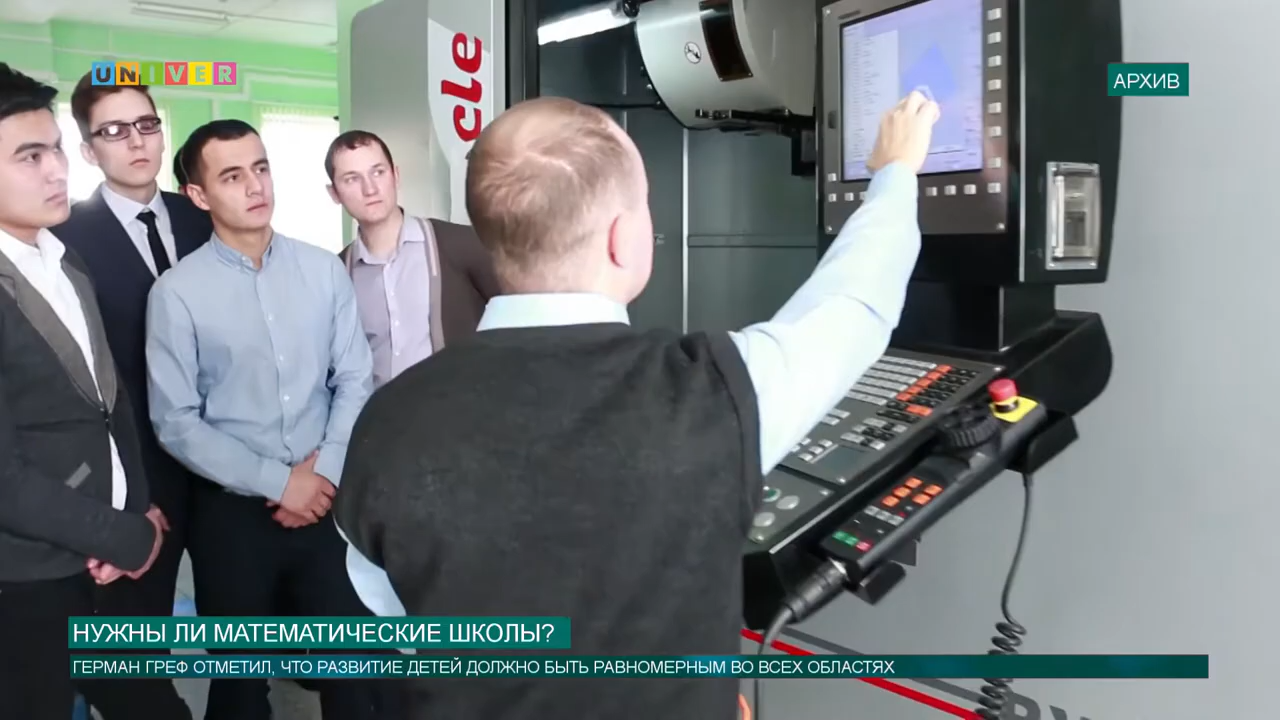 UNIVER
АРХИВ
cle
НУЖНЫ ЛИ МАТЕМАТИЧЕСКИЕ ШКОЛЫ?
ГЕРМАН ГРЕФ ОТМЕТИЛ, ЧТО РАЗВИТИЕ ДЕТЕЙ ДОЛЖНО БЫТЬ РАВНОМЕРНЫМ ВО ВСЕХ ОБЛАСТЯХ